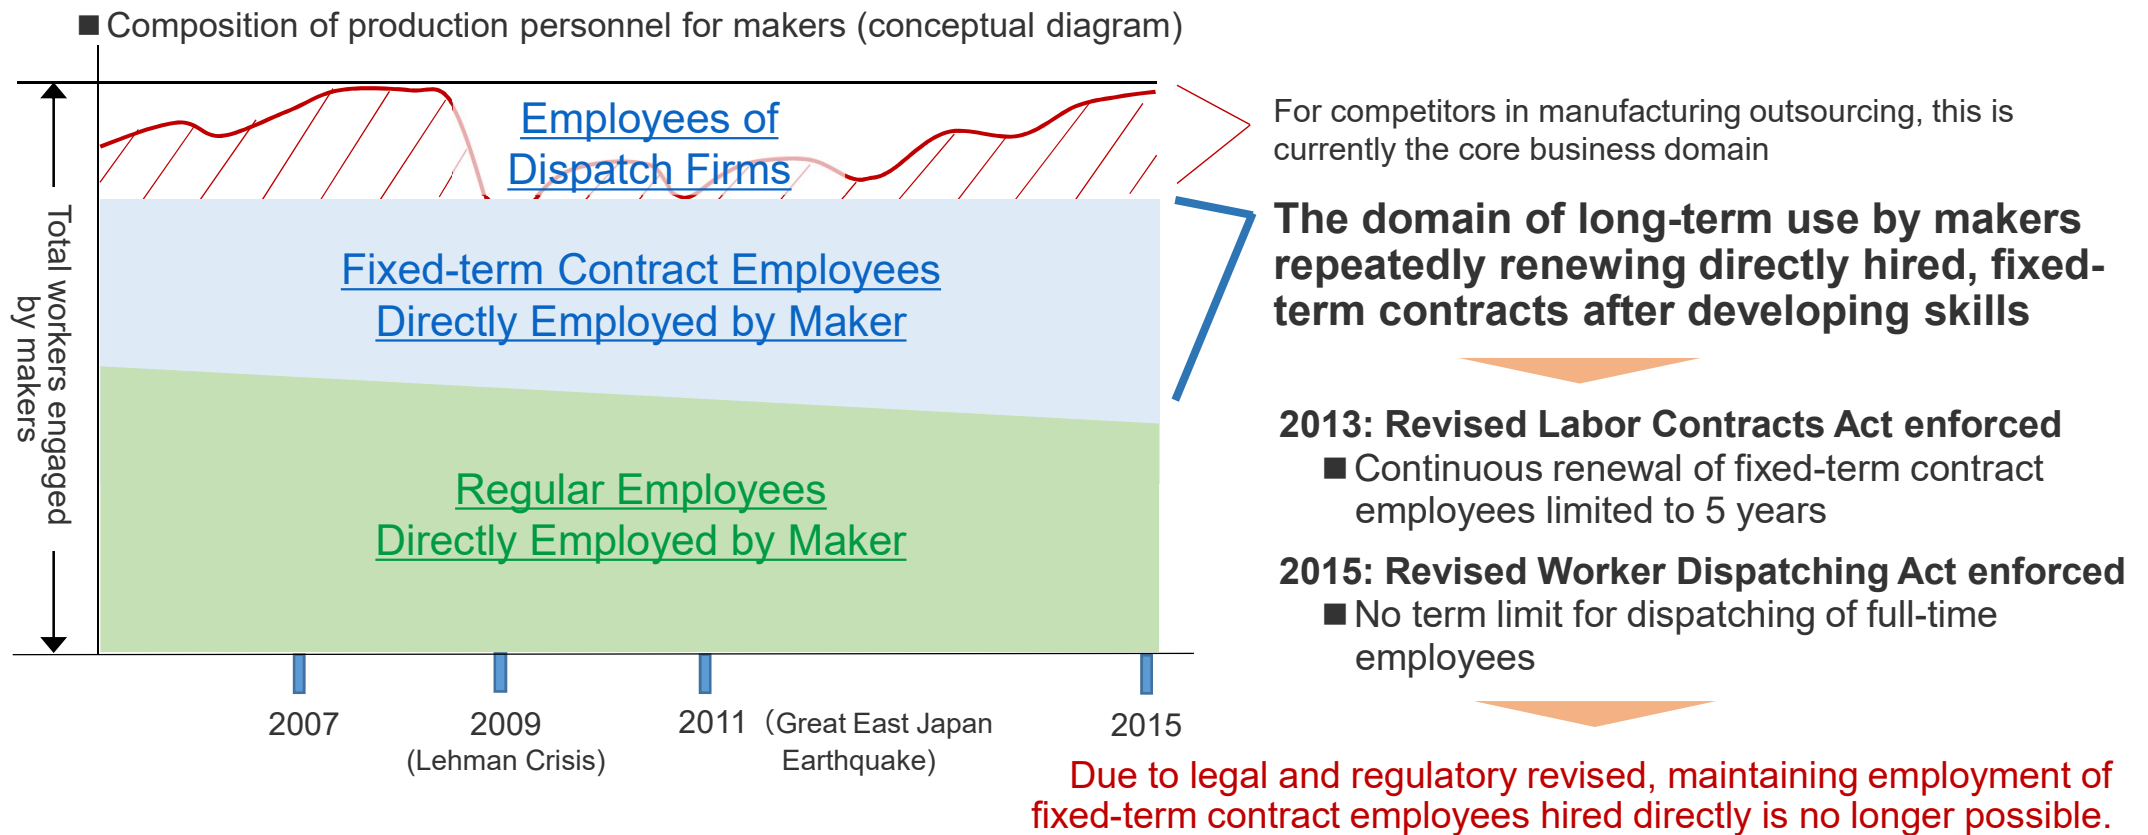 ■ Composition of production personnel for makers (conceptual diagram)
Total workers engaged
by makers
Employees of
Dispatch Firms
Fixed-term Contract Employees
Directly Employed by Maker
Regular Employees
Directly Employed by Maker
2007
2009
(Lehman Crisis)
2011（Great East Japan
Earthquake)
2015
For competitors in manufacturing outsourcing, this is
currently the core business domain
The domain of long-term use by makers
repeatedly renewing directly hired, fixed-
term contracts after developing skills
2013: Revised Labor Contracts Act enforced
■ Continuous renewal of fixed-term contract
employees limited to 5 years
2015: Revised Worker Dispatching Act enforced
■ No term limit for dispatching of full-time
employees
Due to legal and regulatory revised, maintaining employment of
fixed-term contract employees hired directly is no longer possible.